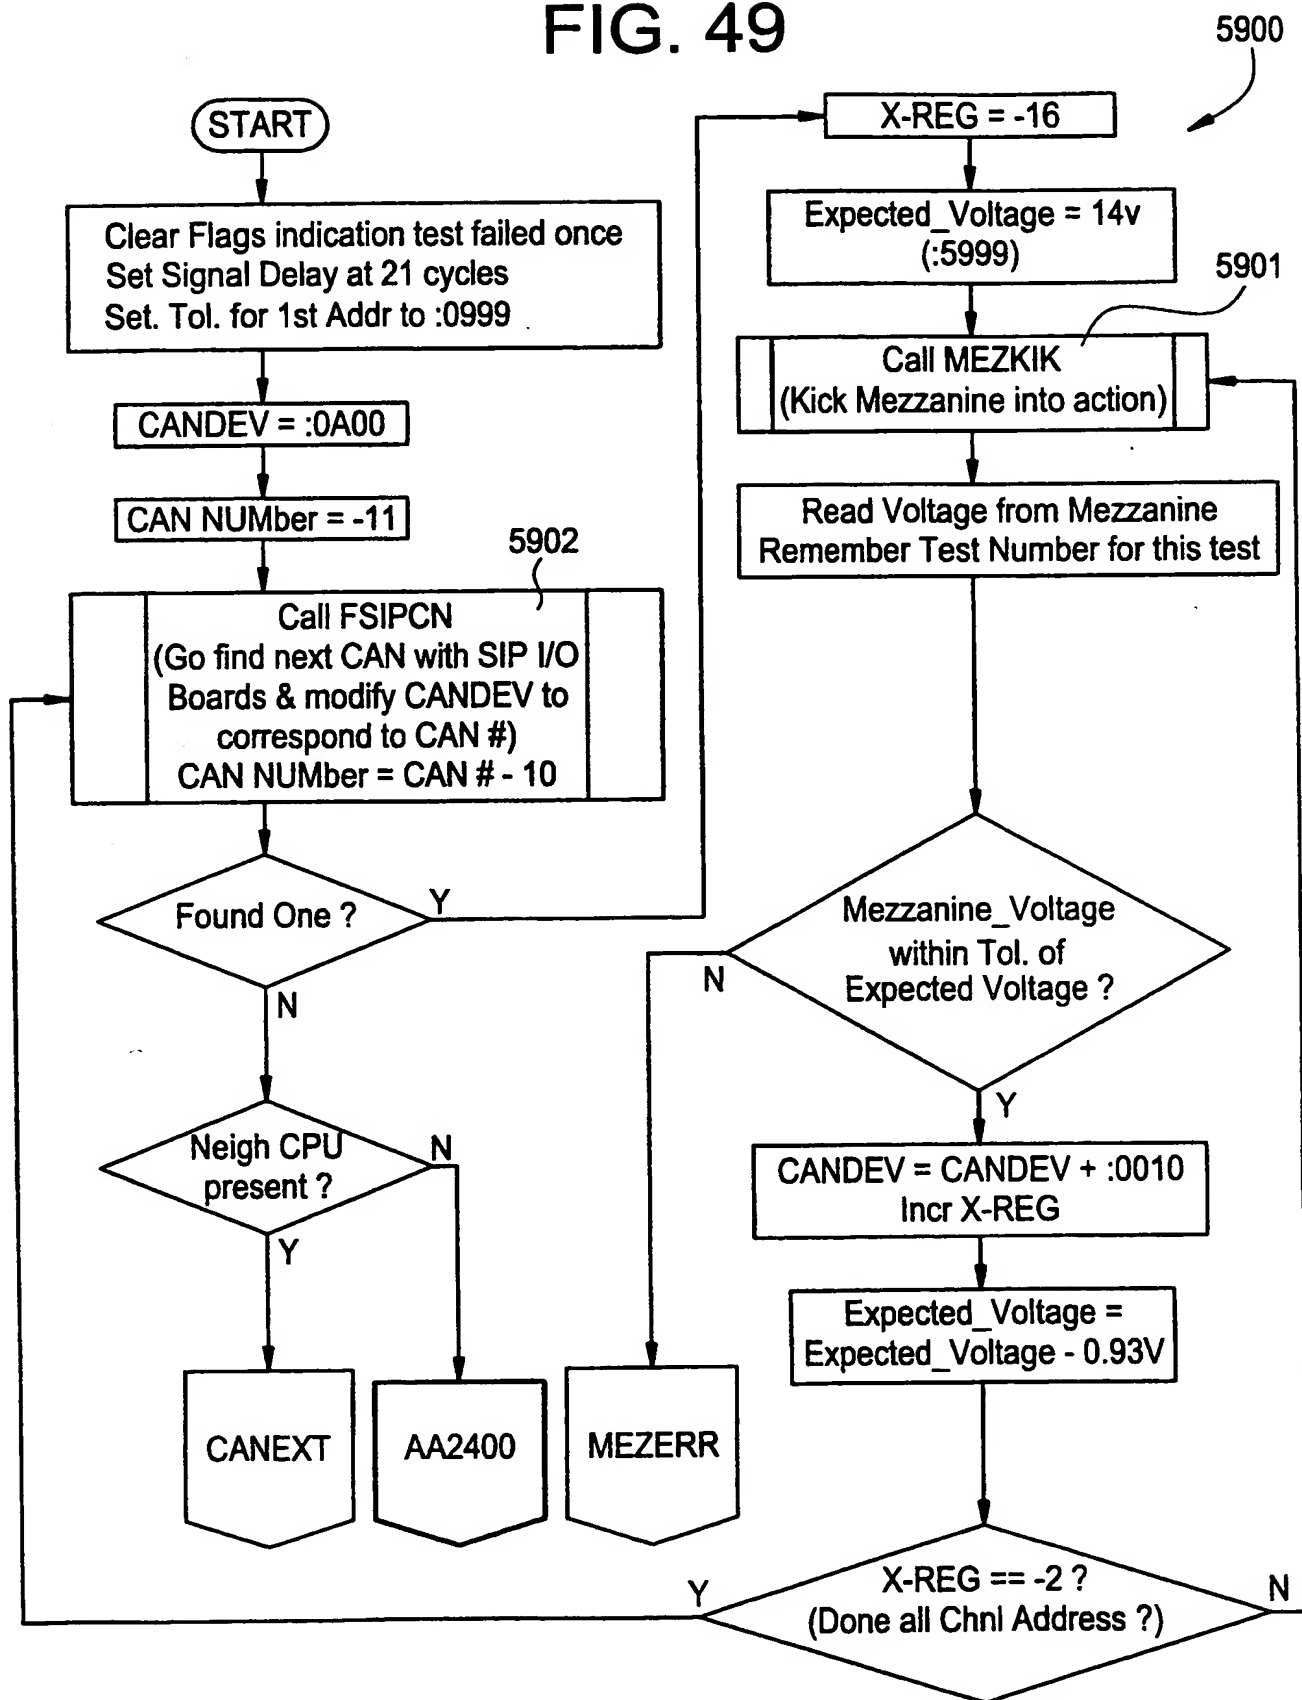 FIG. 49
5900
START
Clear Flags indication test failed once
Set Signal Delay at 21 cycles
Set. Tol. for 1st Addr to :0999
CANDEV = :0A00
CAN NUMber = -11
5902
Call FSIPCN
(Go find next CAN with SIP I/O
Boards & modify CANDEV to
correspond to CAN #)
CAN NUMber = CAN # - 10
Found One ?
Y
N
Neigh CPU
present ?
N
Y
CANEXT
AA2400
MEZERR
X-REG = -16
Expected_Voltage = 14v
(:5999)
5901
Call MEZKIK
(Kick Mezzanine into action)
Read Voltage from Mezzanine
Remember Test Number for this test
Mezzanine_Voltage
within Tol. of
Expected Voltage ?
N
Y
CANDEV = CANDEV + :0010
Incr X-REG
Expected_Voltage =
Expected_Voltage - 0.93V
X-REG == -2 ?
(Done all Chnl Address ?)
Y
N